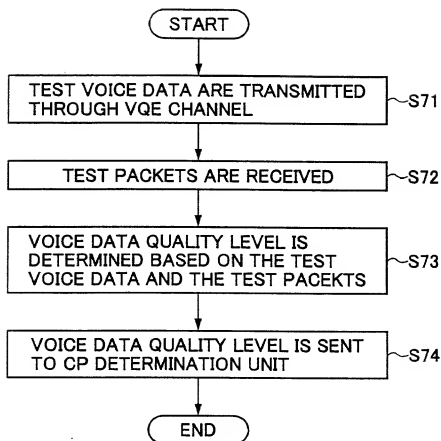 START
TEST VOICE DATA ARE TRANSMITTED
THROUGH VQE CHANNEL
S71
TEST PACKETS ARE RECEIVED
S72
VOICE DATA QUALITY LEVEL IS
DETERMINED BASED ON THE TEST
VOICE DATA AND THE TEST PACEKTS
S73
VOICE DATA QUALITY LEVEL IS SENT
TO CP DETERMINATION UNIT
S74
END